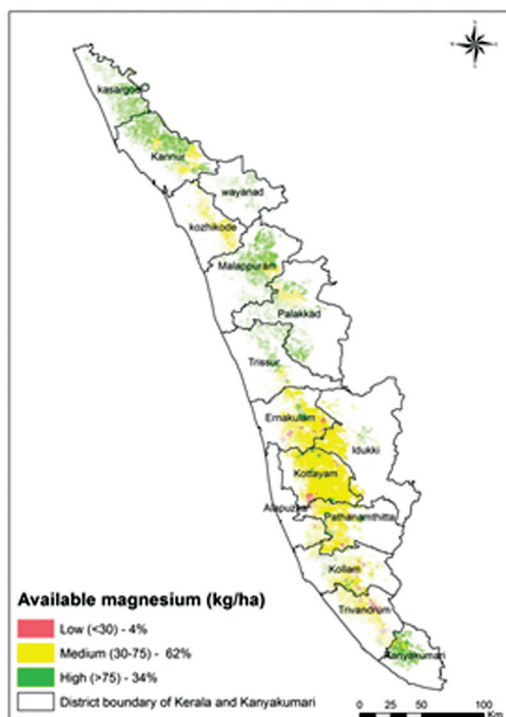 kasargod
Kannur
wayanad
kozhikode
Malappuram
Palakkad
Trissur
Ernakulam
Idukki
Kottayam
Pathanamthitta
Kollam
Trivandrum
Kanyakumari
Available magnesium (kg/ha)
Low (<30) - 4%
Medium (30-75) - 62%
High (>75) - 34%
District boundary of Kerala and Kanyakumari
0 25 50 100
Km